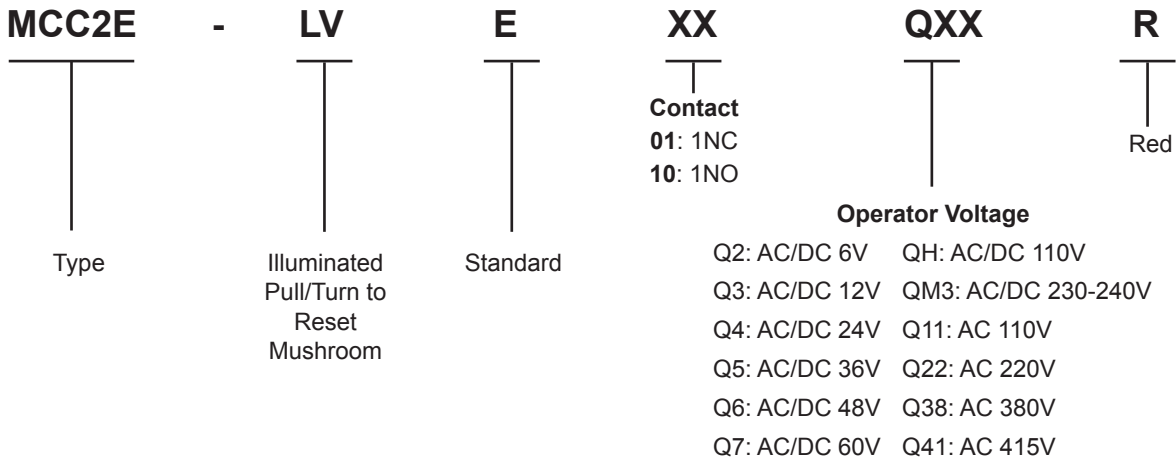 MCC2E - LV E XX QXX R
Contact
01: 1NC
10: 1NO
Red
Type
Illuminated
Pull/Turn to
Reset
Mushroom
Standard
Operator Voltage
Q2: AC/DC 6V QH: AC/DC 110V
Q3: AC/DC 12V QM3: AC/DC 230-240V
Q4: AC/DC 24V Q11: AC 110V
Q5: AC/DC 36V Q22: AC 220V
Q6: AC/DC 48V Q38: AC 380V
Q7: AC/DC 60V Q41: AC 415V